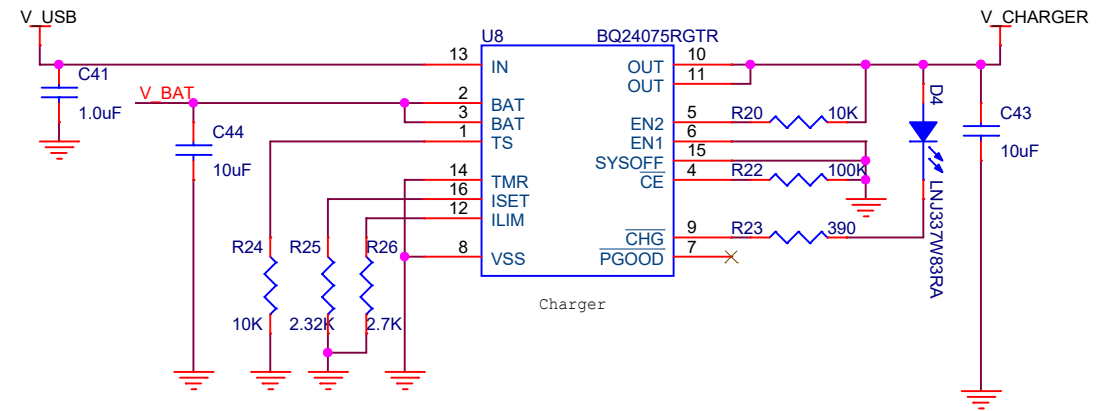 V_USB
V_CHARGER
U8
BQ24075RGTR
13
IN
C41
1.0uF
V_BAT
2
BAT
3
BAT
1
TS
C44
10uF
14
TMR
16
ISET
12
ILIM
8
VSS
R24
10K
R25
2.32K
R26
2.7K
10
OUT
11
OUT
5
EN2
R20
10K
6
EN1
15
SYSOFF
4
CE
R22
100K
9
CHG
R23
390
7
PGOOD
D4
LNJ337W83RA
C43
10uF
Charger